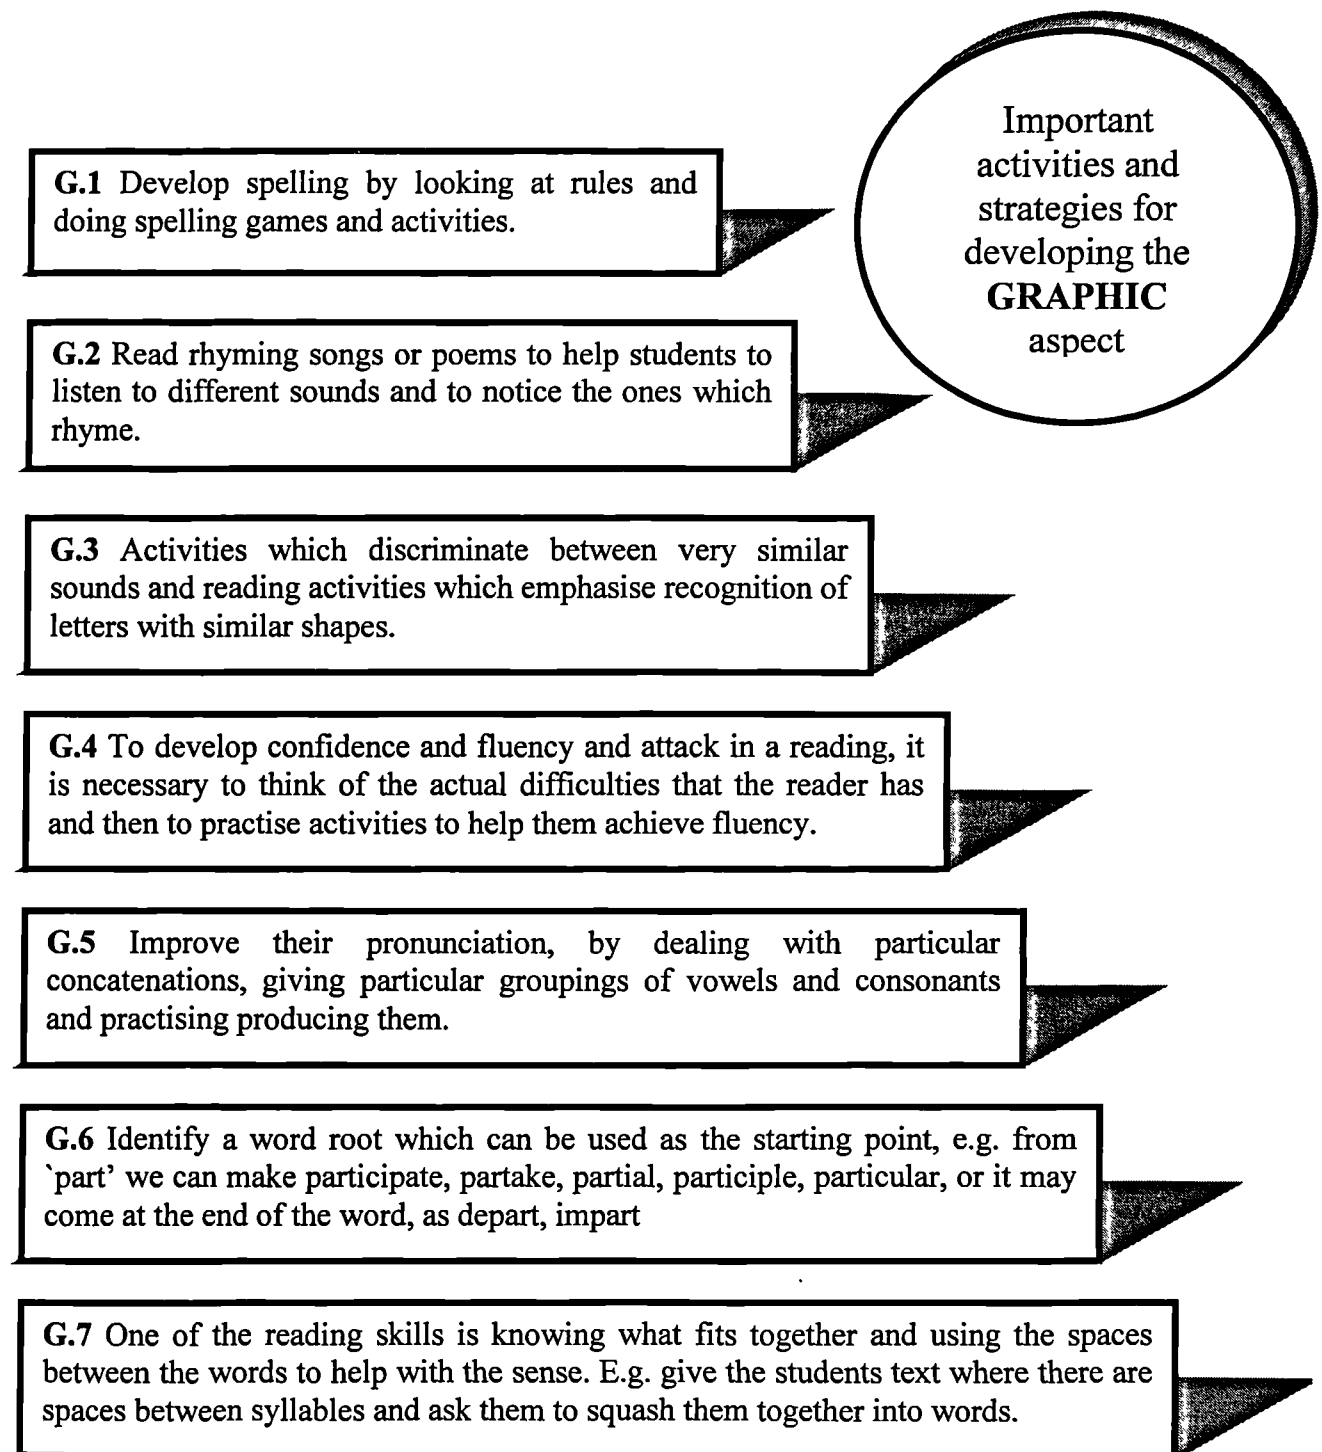 Important
activities and
strategies for
developing the
GRAPHIC
aspect
G.1 Develop spelling by looking at rules and
doing spelling games and activities.
G.2 Read rhyming songs or poems to help students to
listen to different sounds and to notice the ones which
rhyme.
G.3 Activities which discriminate between very similar
sounds and reading activities which emphasise recognition of
letters with similar shapes.
G.4 To develop confidence and fluency and attack in a reading, it
is necessary to think of the actual difficulties that the reader has
and then to practise activities to help them achieve fluency.
G.5 Improve their pronunciation, by dealing with particular
concatenations, giving particular groupings of vowels and consonants
and practising producing them.
G.6 Identify a word root which can be used as the starting point, e.g. from
`part' we can make participate, partake, partial, participle, particular, or it may
come at the end of the word, as depart, impart
G.7 One of the reading skills is knowing what fits together and using the spaces
between the words to help with the sense. E.g. give the students text where there are
spaces between syllables and ask them to squash them together into words.